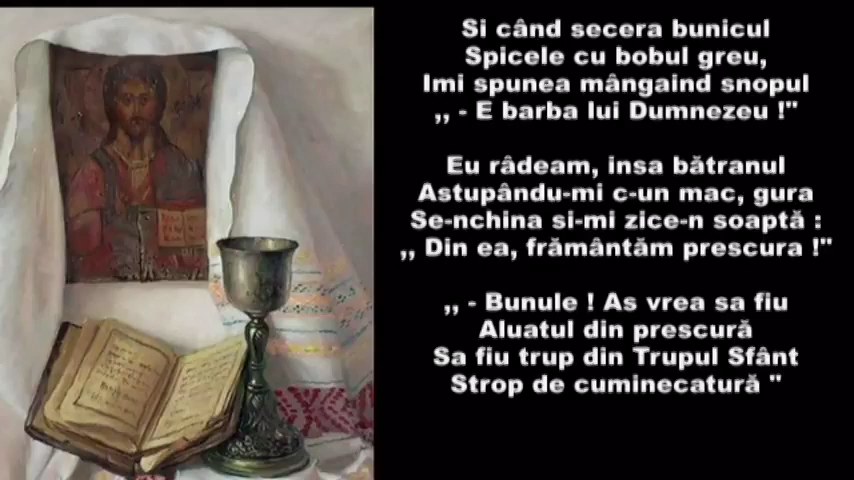 Si când secera bunicul
Spicele cu bobul greu,
Imi spunea mângaind snopul
,, - E barba lui Dumnezeu !"
Eu râdeam, insa bătranul
Astupându-mi c-un mac, gura
Se-nchina si-mi zice-n soaptă :
,, Din ea, frământăm prescura !"
,, - Bunule ! As vrea sa fiu
Aluatul din prescură
Sa fiu trup din Trupul Sfânt
Strop de cuminecatură "